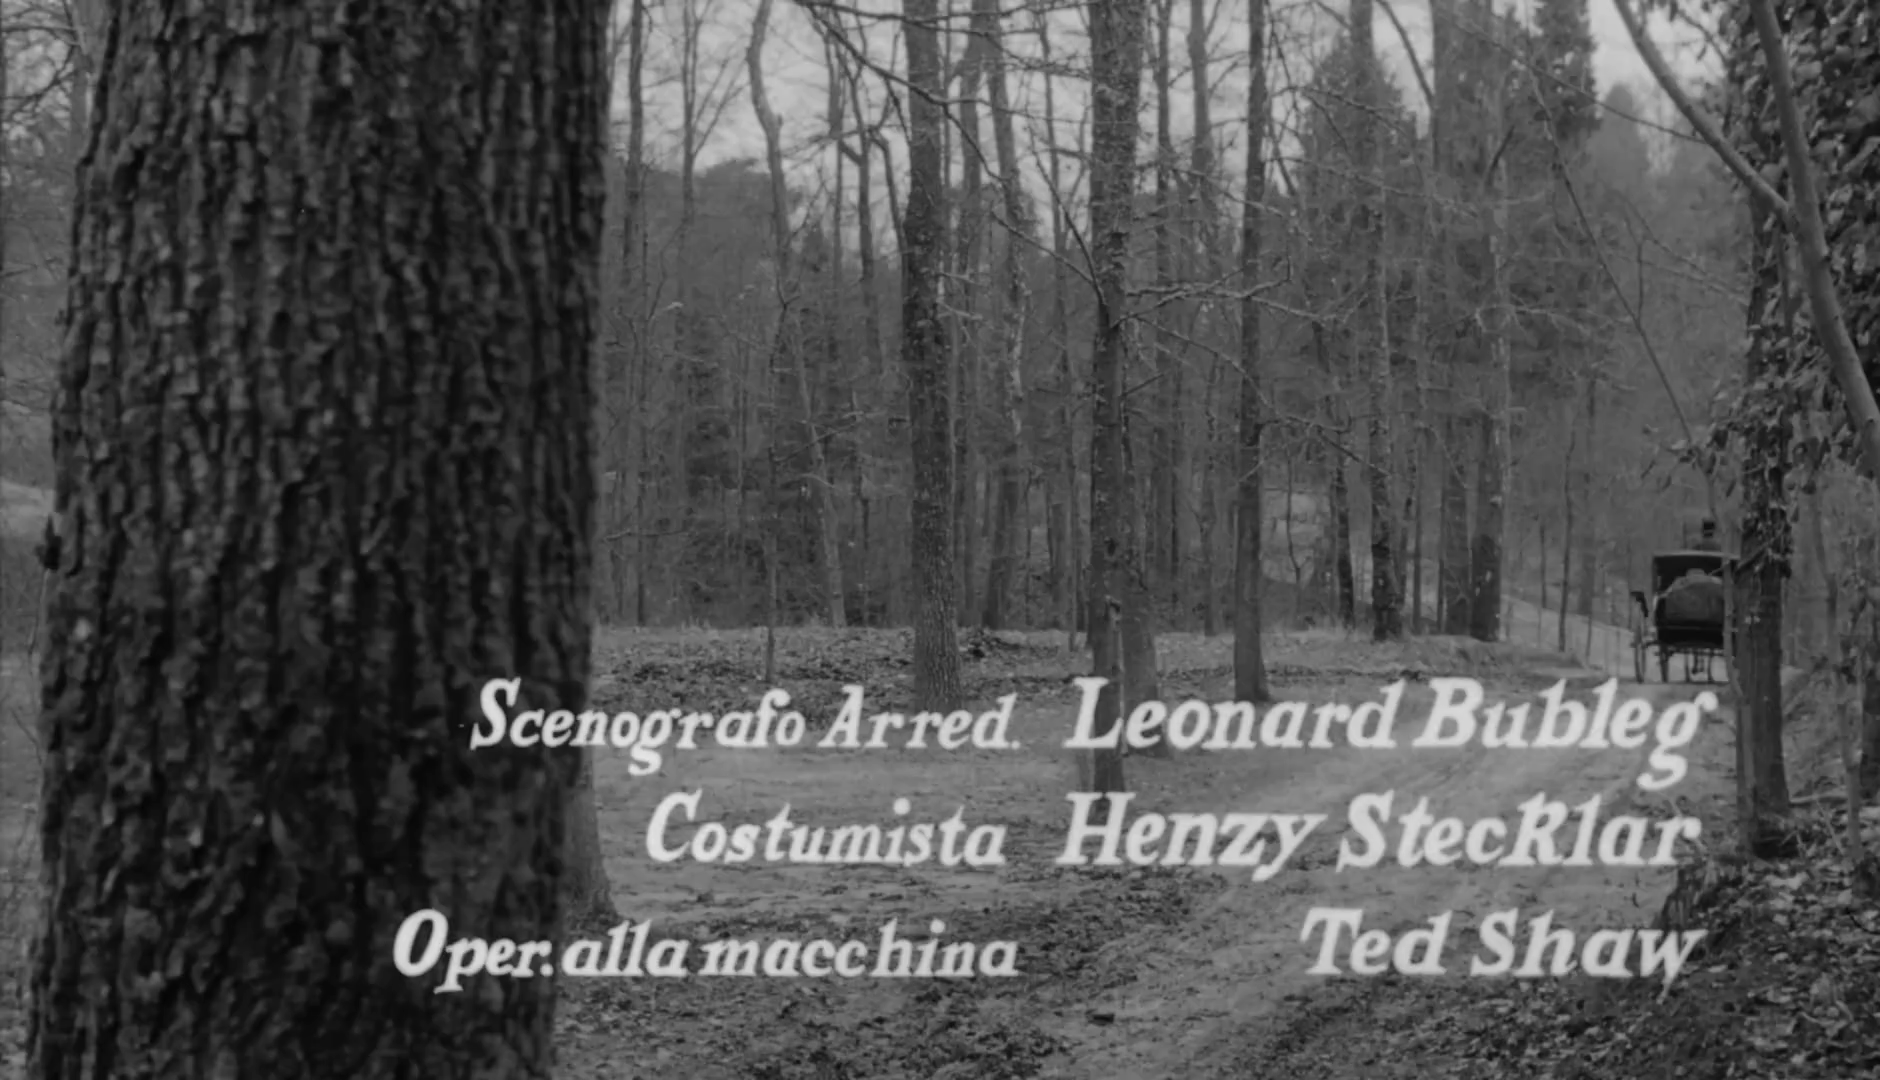 Scenografo Arred. Leonard Bubleg
Costumista Henzy Stecklar
Oper. alla macchina Ted Shaw